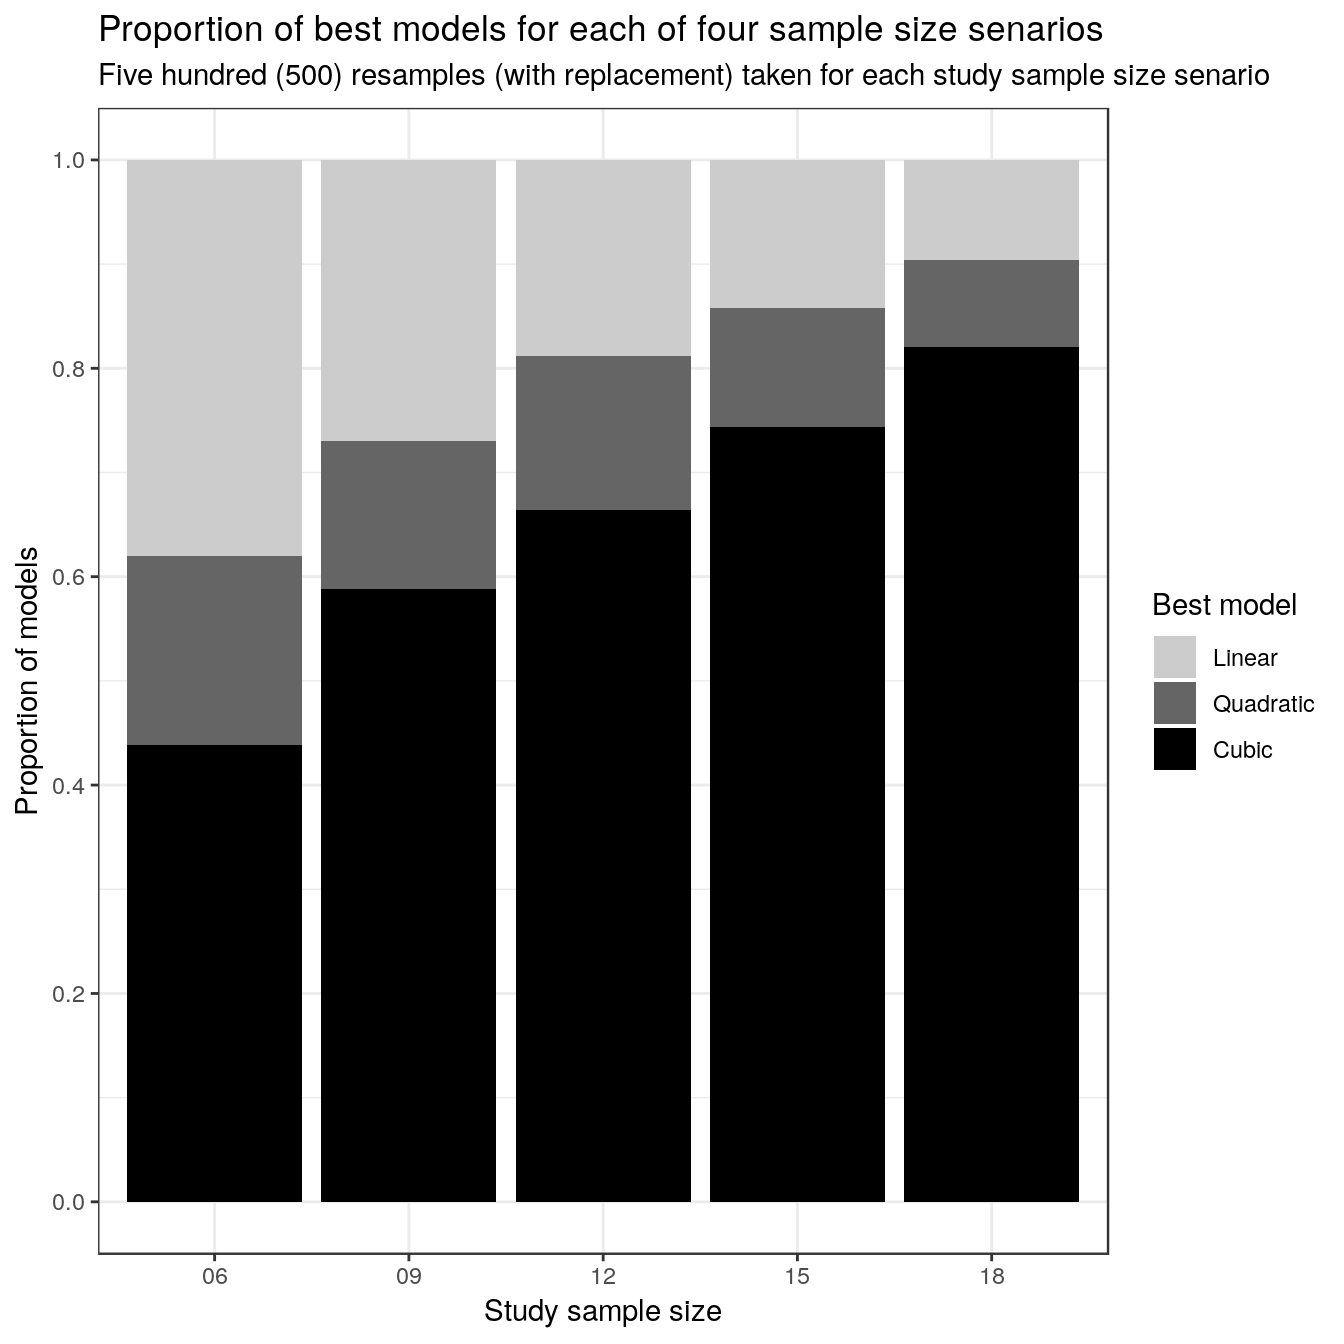 Proportion of best models for each of four sample size senarios
Five hundred (500) resamples (with replacement) taken for each study sample size senario
Proportion of models
1.0
0.8
0.6
0.4
0.2
0.0
06 09 12 15 18
Study sample size
Best model
Linear
Quadratic
Cubic